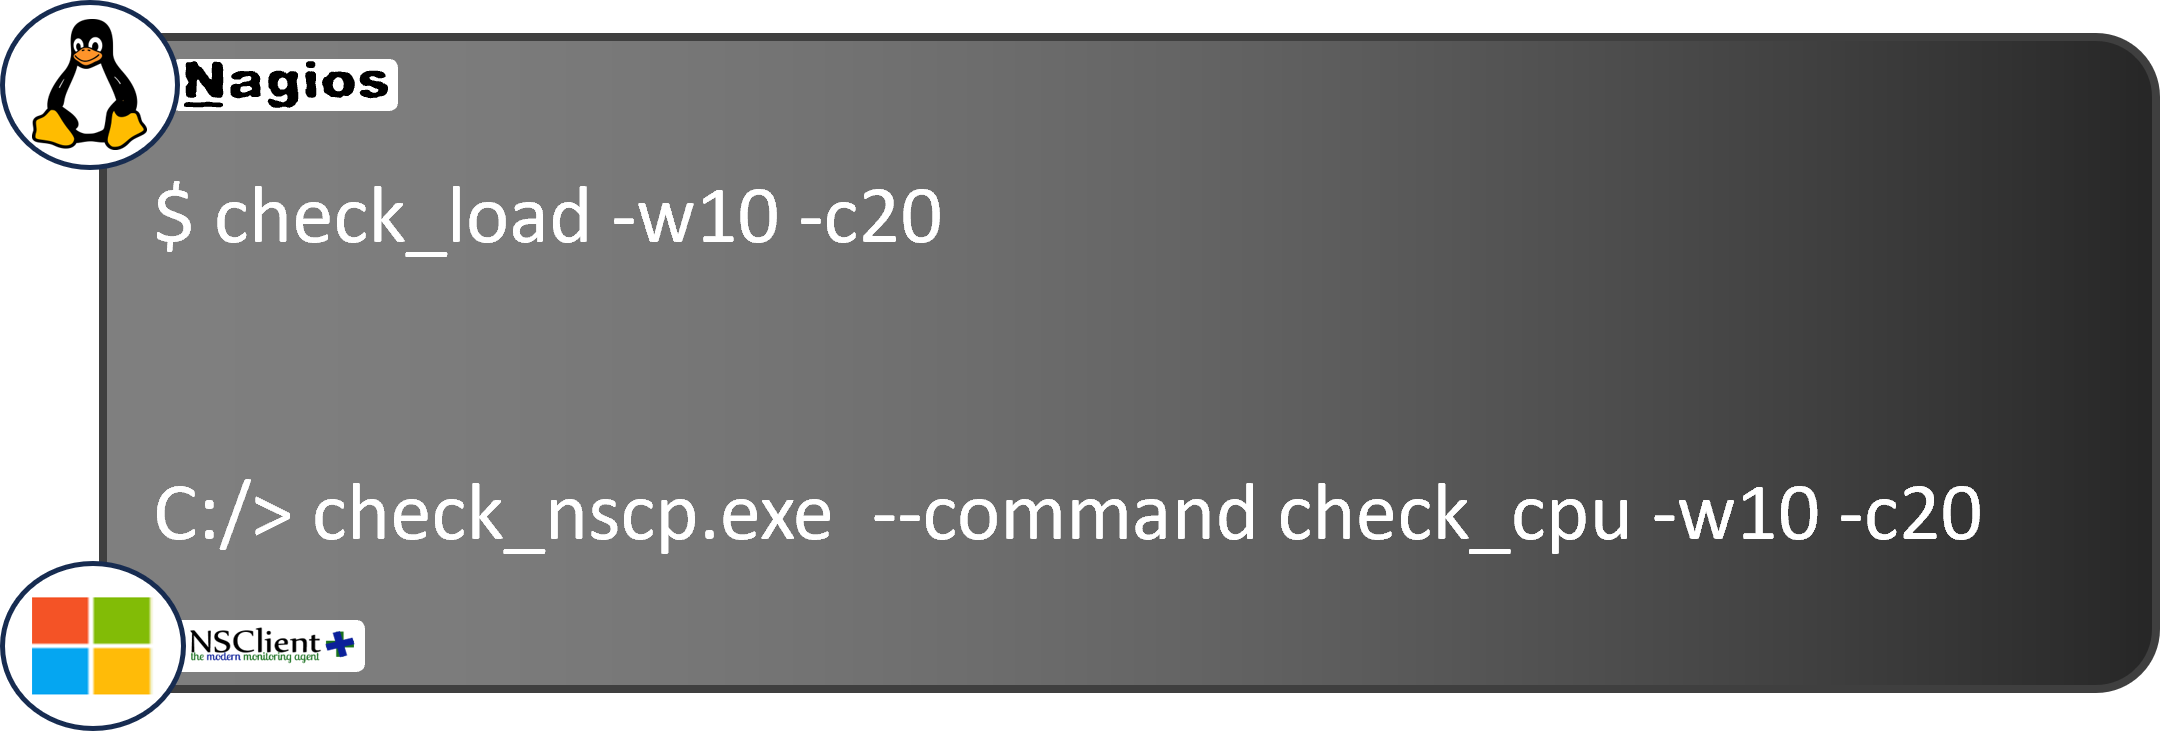 Nagios
$ check_load -w10 -c20
C:/> check_nscp.exe  --command check_cpu -w10 -c20
NSClient
the modern monitoring agent